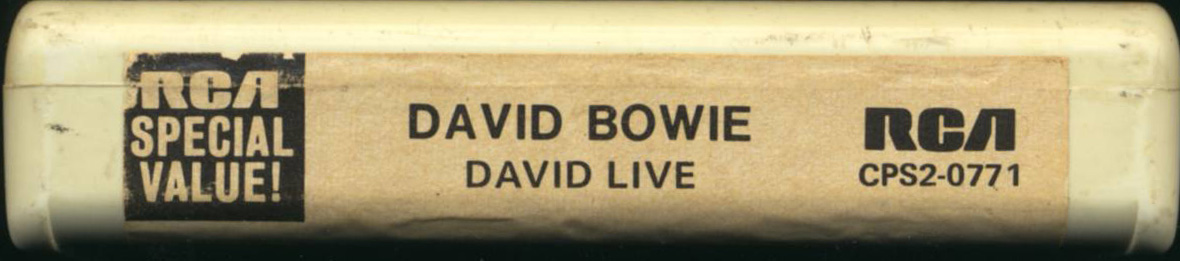 RCA
SPECIAL
VALUE!
DAVID BOWIE
DAVID LIVE
RCA
CPS2-0771